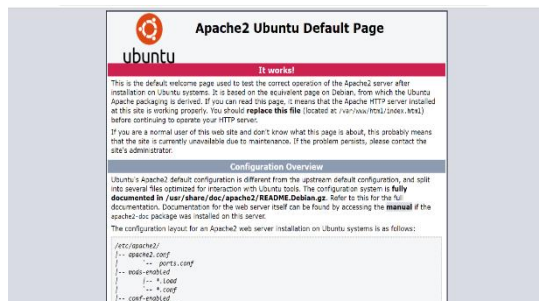 Apache2 Ubuntu Default Page
ubuntu
It works!
This is the default welcome page used to test the correct operation of the Apache2 server after
installation on Ubuntu systems. It is based on the equivalent page on Debian, from which the Ubuntu
Apache packaging is derived. If you can read this page, it means that the Apache HTTP server installed
at this site is working properly. You should replace this file (located at /var/www/html/index.html)
before continuing to operate your HTTP server.
If you are a normal user of this web site and don't know what this page is about, this probably means
that the site is currently unavailable due to maintenance. If the problem persists, please contact the
site's administrator.
Configuration Overview
Ubuntu's Apache2 default configuration is different from the upstream default configuration, and split
into several files optimized for interaction with Ubuntu tools. The configuration system is fully
documented in /usr/share/doc/apache2/README.Debian.gz. Refer to this for the full
documentation. Documentation for the web server itself can be found by accessing the manual if the
apache2-doc package was installed on this server.
The configuration layout for an Apache2 web server installation on Ubuntu systems is as follows:
/etc/apache2/
|-- apache2.conf
|       `-- ports.conf
|-- mods-enabled
|       |-- *.load
|       `-- *.conf
|-- conf-enabled